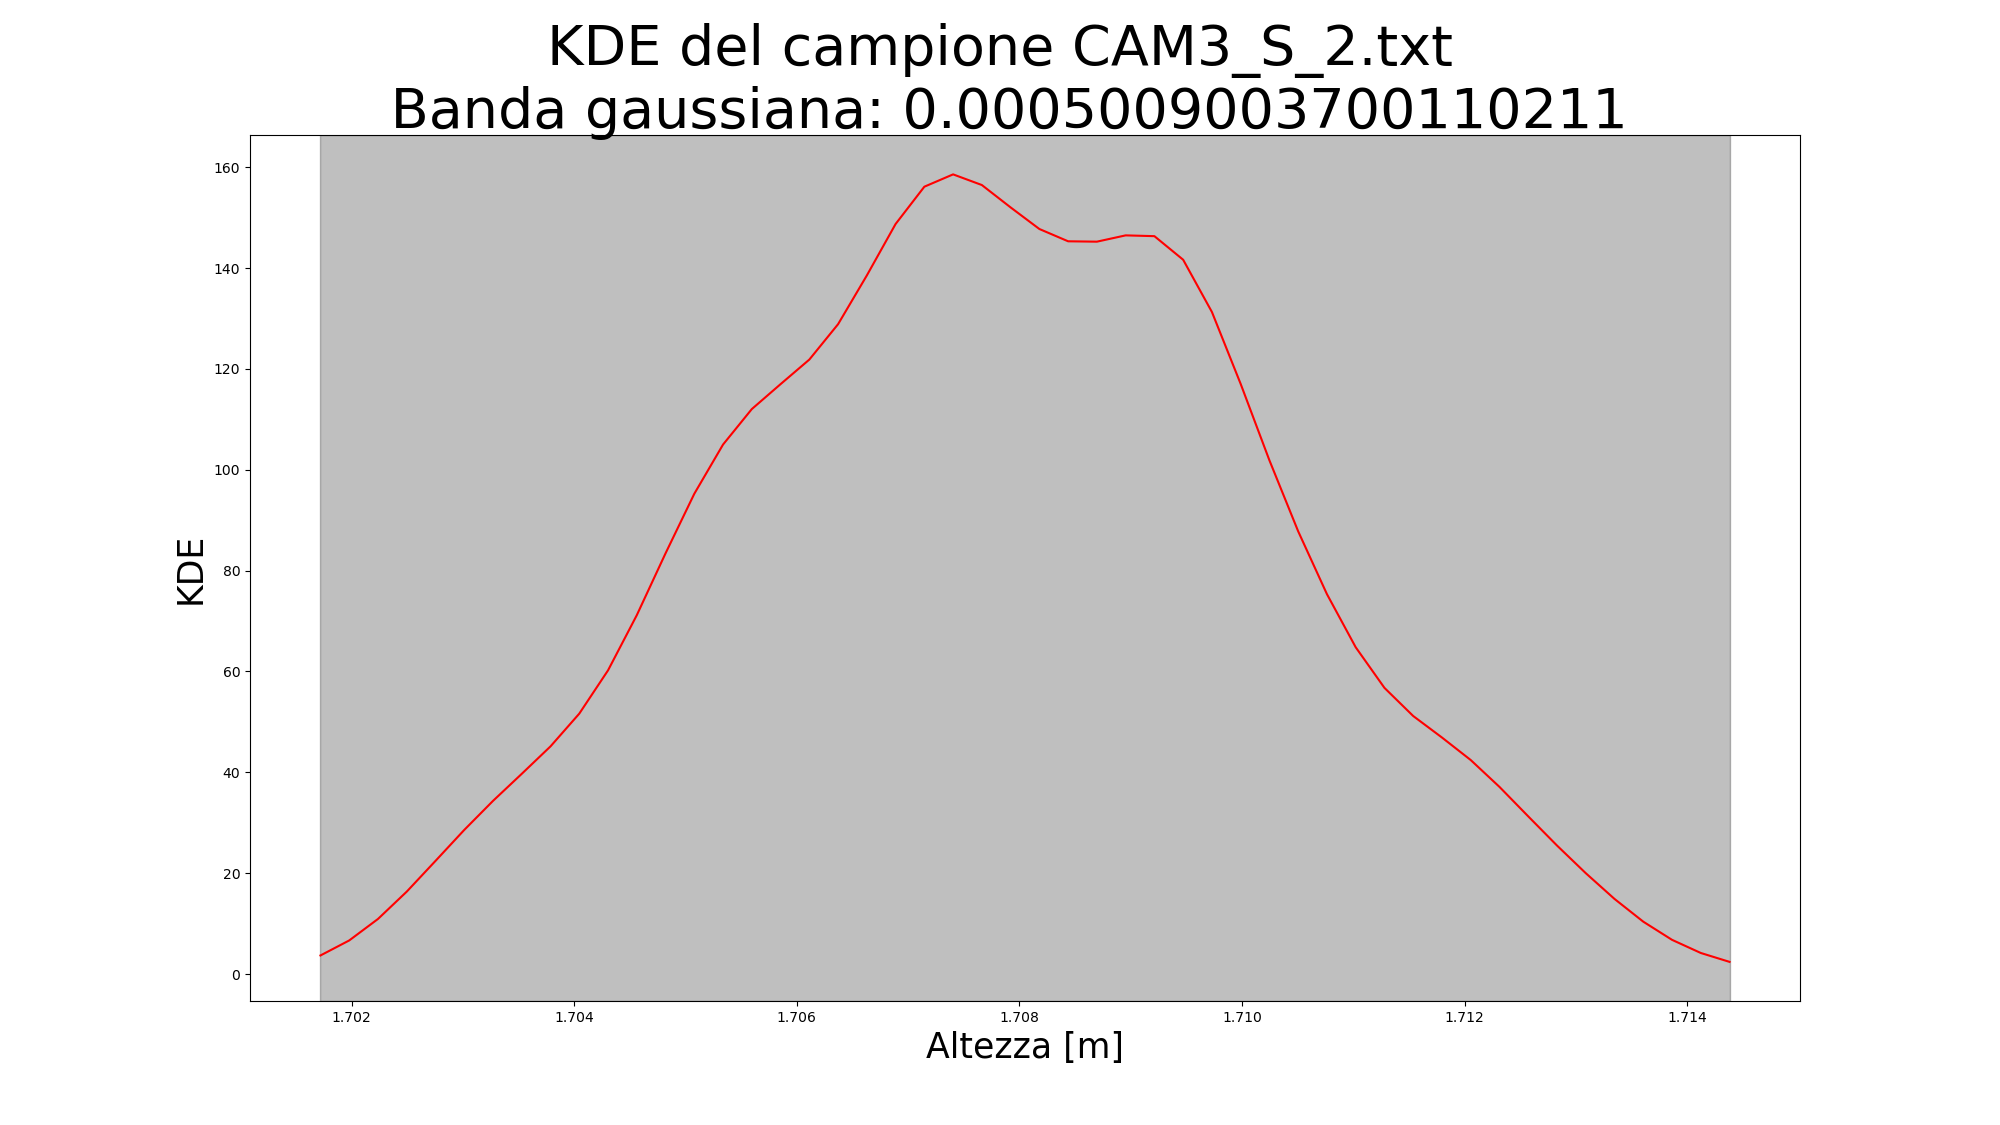 KDE del campione CAM3_S_2.txt
Banda gaussiana: 0.0005009003700110211
160
140
120
100
80
60
40
20
0
KDE
1.702 1.704 1.706 1.708 1.710 1.712 1.714
Altezza [m]